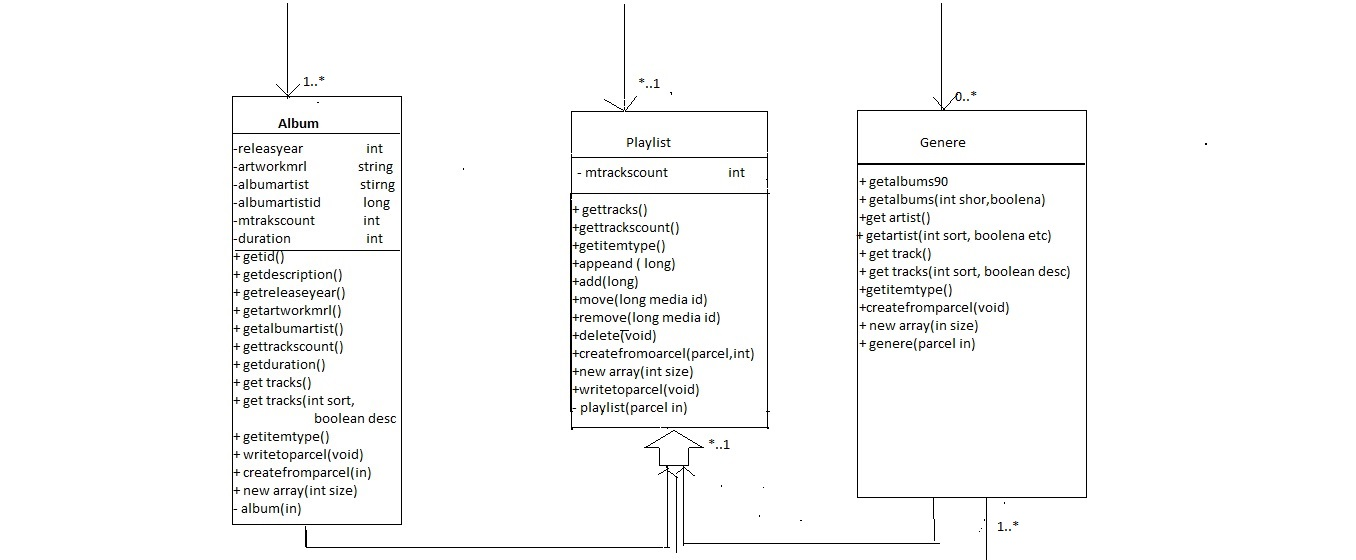 1..*
Album
-releasyear int
-artworkmrl string
-albumartist stirng
-albumartistid long
-mtrakscount int
-duration int
+ getid()
+ getdescription()
+ getreleaseyear()
+ getartworkmrl()
+ getalbumartist()
+ gettrackscount()
+ getduration()
+ get tracks()
+ get tracks(int sort,
boolean desc
+ getitemtype()
+ writetoparcel(void)
+ createfromparcel(in)
+ new array(int size)
- album(in)
*..1
Playlist
- mtrackscount int
+ gettracks()
+gettrackscount()
+getitemtype()
+appeand ( long)
+add(long)
+move(long media id)
+remove(long media id)
+delete(void)
+createfromoarcel(parcel,int)
+new array(int size)
+writetoparcel(void)
- playlist(parcel in)
*..1
0..*
Genere
+ getalbums90
+ getalbums(int shor,boolena)
+get artist()
+ getartist(int sort, boolena etc)
+ get track()
+ get tracks(int sort, boolean desc)
+getitemtype()
+createfromparcel(void)
+ new array(in size)
+ genere(parcel in)
1..*